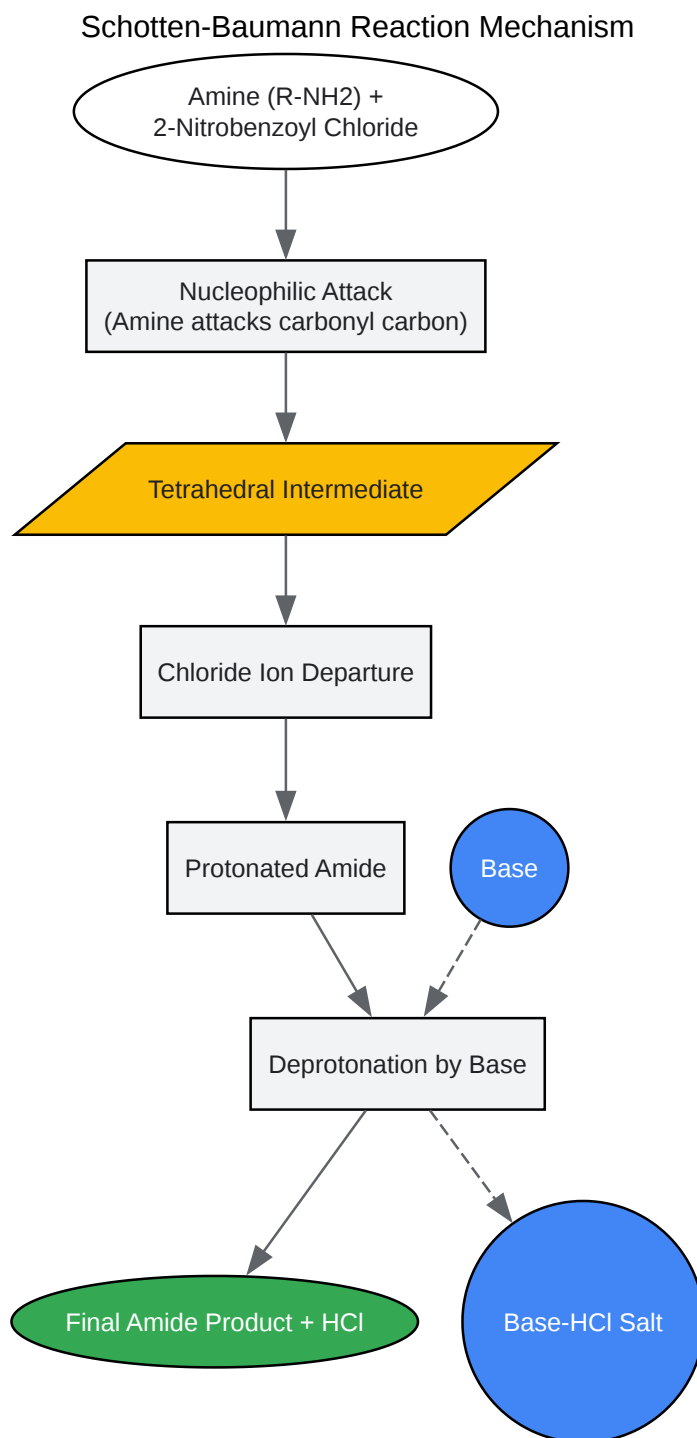 Schotten-Baumann Reaction Mechanism
Amine (R-NH2) +
2-Nitrobenzoyl Chloride
Nucleophilic Attack
(Amine attacks carbonyl carbon)
Tetrahedral Intermediate
Chloride Ion Departure
Protonated Amide
Base
Deprotonation by Base
Final Amide Product + HCl
Base-HCl Salt